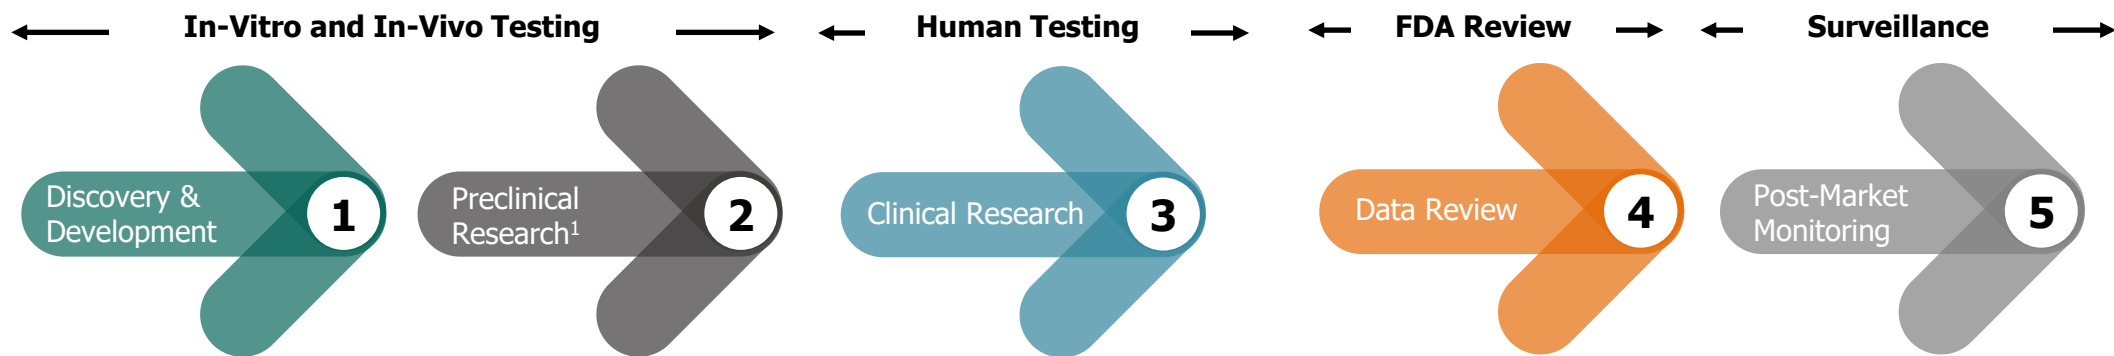 In-Vitro and In-Vivo Testing
Human Testing
FDA Review
Surveillance
Discovery &
Development
1
Preclinical
Research¹
2
Clinical Research
3
Data Review
4
Post-Market
Monitoring
5